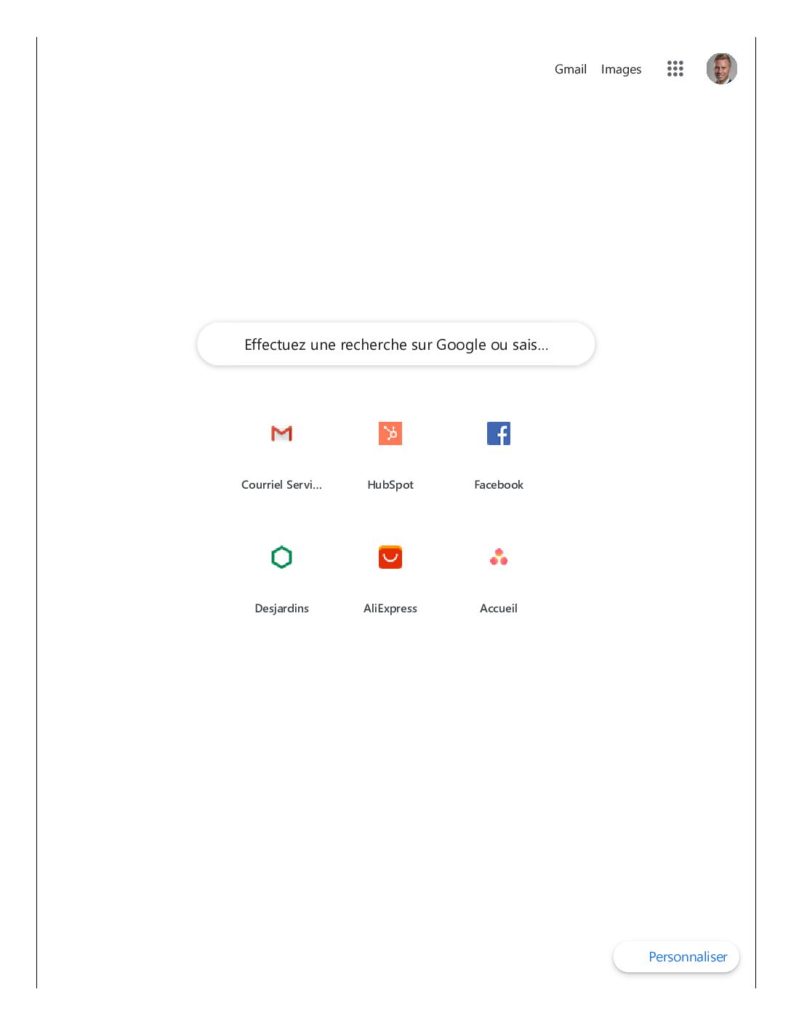 Gmail Images
Effectuez une recherche sur Google ou sais...
Courriel Servi... HubSpot Facebook
Desjardins AliExpress Accueil
Personnaliser